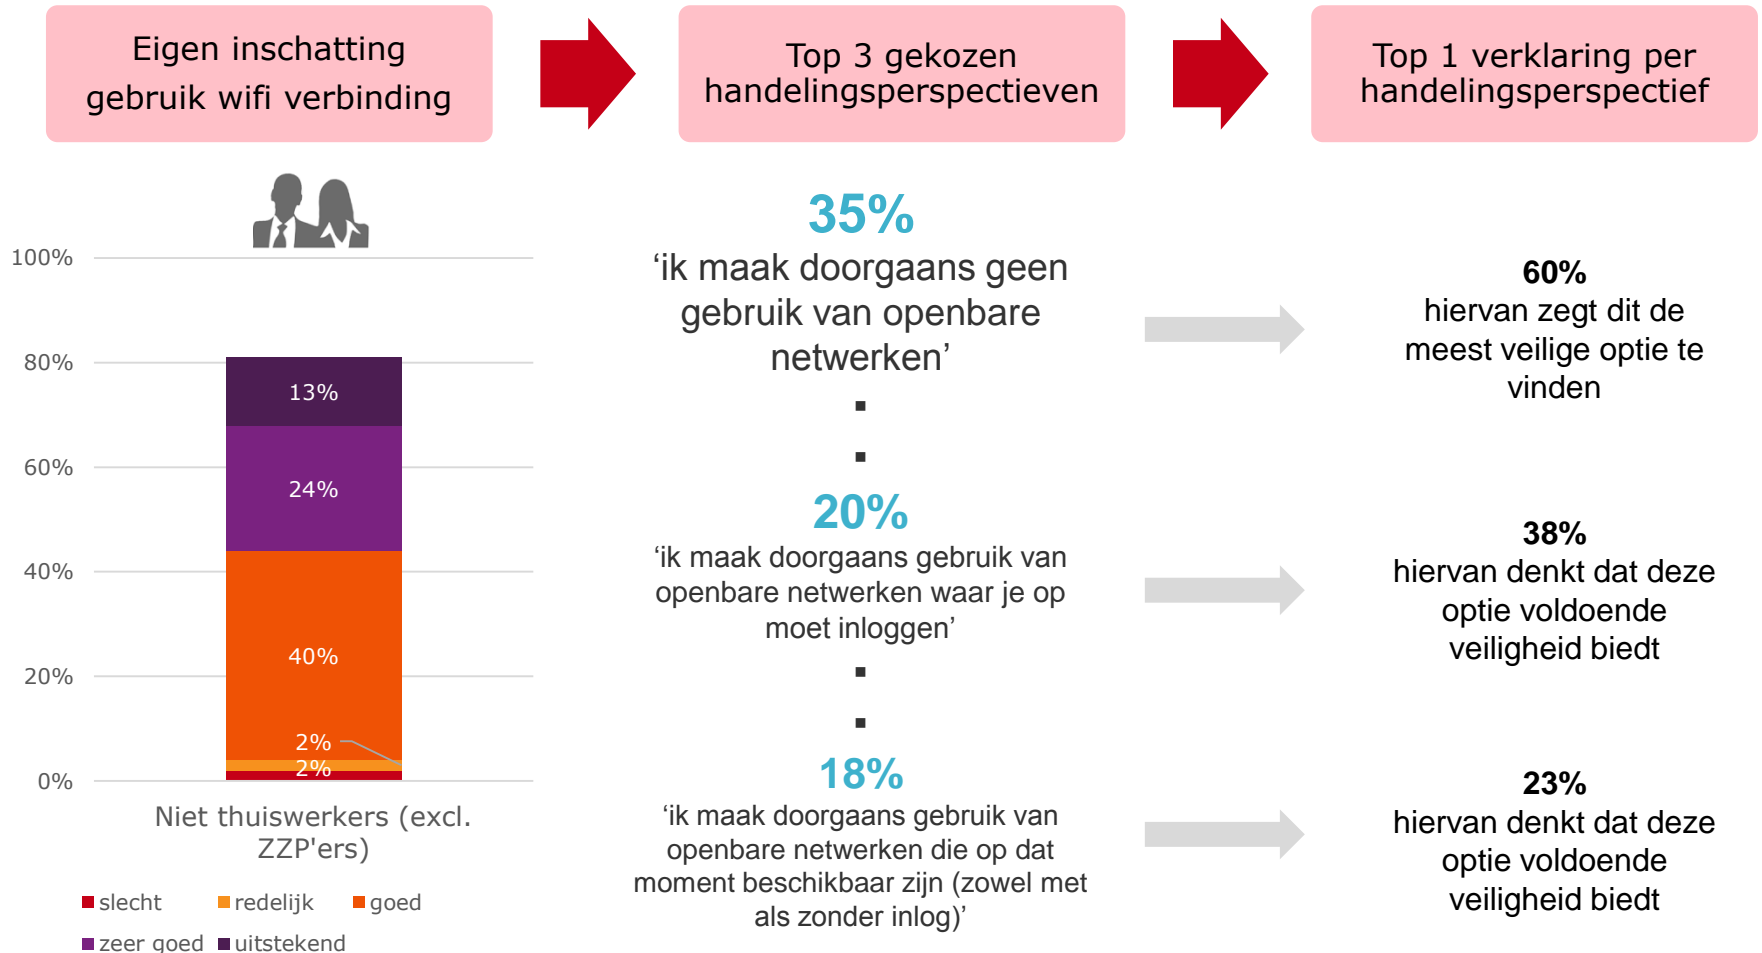 Eigen inschatting
gebruik wifi verbinding
Top 3 gekozen
handelingsperspectieven
Top 1 verklaring per
handelingsperspectief
100%
80%
60%
40%
20%
0%
13%
24%
40%
2%
2%
Niet thuiswerkers (excl.
ZZP'ers)
slecht
redelijk
goed
zeer goed
uitstekend
35%
‘ik maak doorgaans geen
gebruik van openbare
netwerken’
20%
‘ik maak doorgaans gebruik van
openbare netwerken waar je op
moet inloggen’
18%
‘ik maak doorgaans gebruik van
openbare netwerken die op dat
moment beschikbaar zijn (zowel met
als zonder inlog)’
60%
hiervan zegt dit de
meest veilige optie te
vinden
38%
hiervan denkt dat deze
optie voldoende
veiligheid biedt
23%
hiervan denkt dat deze
optie voldoende
veiligheid biedt